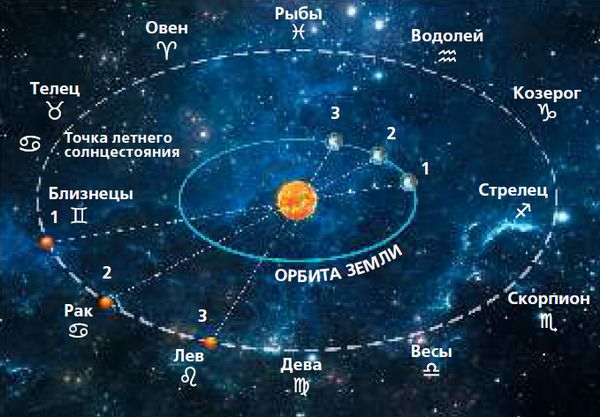 Рыбы
♓
Овен
♈
Водолей
♒
Телец
♉
Козерог
♑
3
2
1
♋
Точка летнего
солнцестояния
Близнецы
1 ♊
Стрелец
♐
ОРБИТА ЗЕМЛИ
2
Рак
♋
3
Скорпион
♏
Лев
♌
Дева
♍
Весы
♎